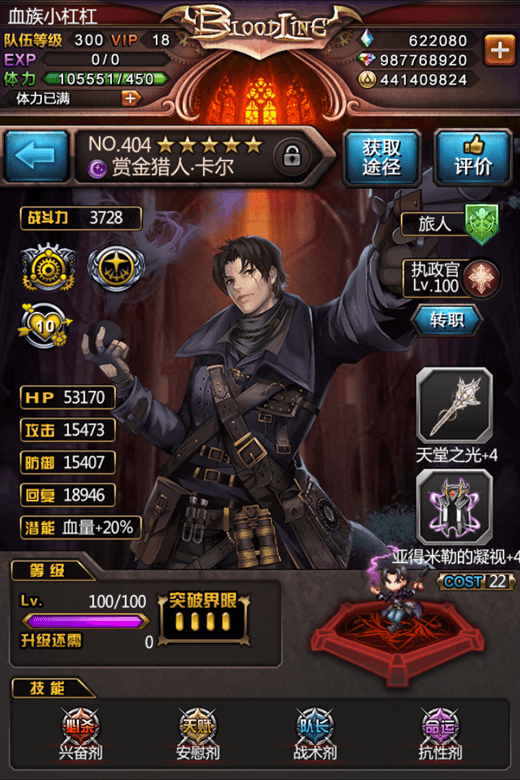 血族小杠杠
BLOODLINE
队伍等级 300 VIP 18
622080
EXP 0/0
987768920
体力 105551/450
441409824
体力已满
NO.404
赏金猎人·卡尔
获取途径
评价
战斗力 3728
旅人
执政官
Lv.100
转职
10
HP 53170
攻击 15473
防御 15407
回复 18946
潜能 血量+20%
天堂之光+4
亚得米勒的凝视+4
COST 22
等级
Lv. 100/100
升级还需 0
突破界限
技能
必杀 天赋 队长 命运
兴奋剂 安慰剂 战术剂 抗性剂